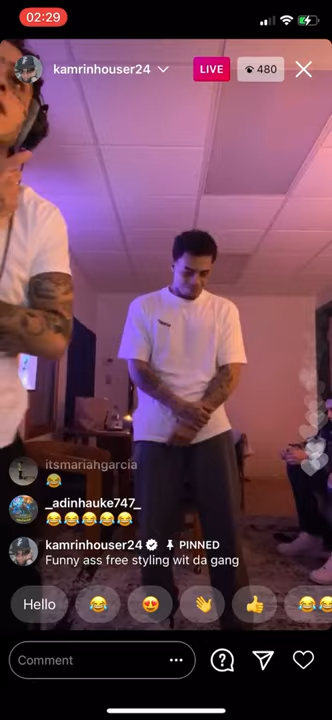 02:29
kamrinhouser24
LIVE
480
itsmariahgarcia
😂
_adinhauke747_
😂😂😂😂😂
kamrinhouser24 PINNED
Funny ass free styling wit da gang
Hello 😂 😍 👋 👍 😂😂
Comment